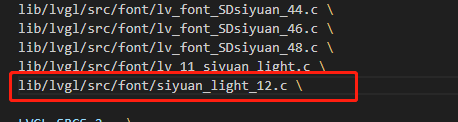 lib/lvgl/src/font/lv_font_SDsiyuan_44.c \
lib/lvgl/src/font/lv_font_SDsiyuan_46.c \
lib/lvgl/src/font/lv_font_SDsiyuan_48.c \
lib/lvgl/src/font/lv_11_siyuan_light.c \
lib/lvgl/src/font/siyuan_light_12.c \